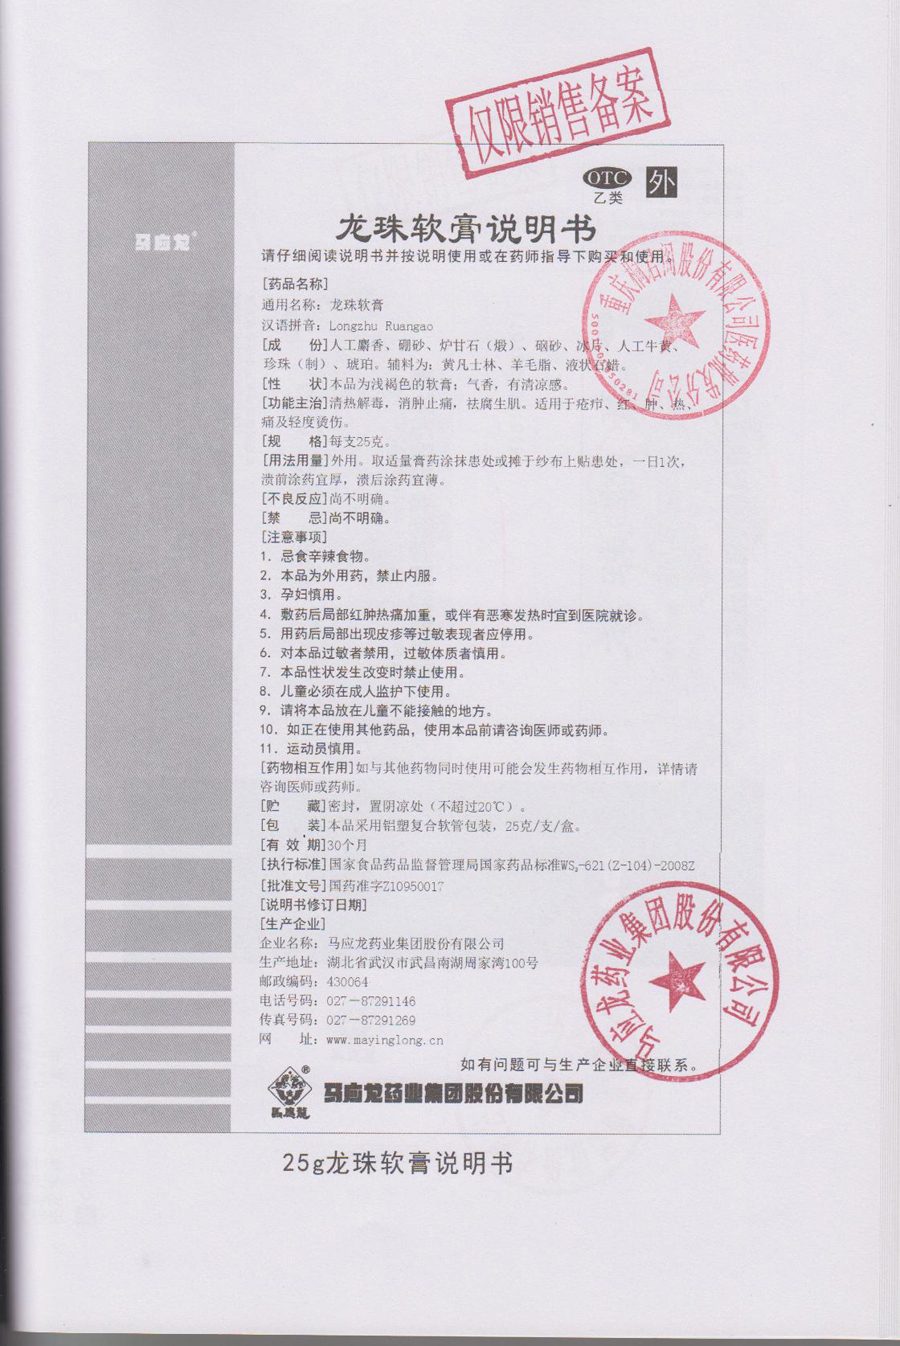 仅限销售备案
OTC
乙类
外
马应龙®
龙珠软膏说明书
请仔细阅读说明书并按说明使用或在药师指导下购买和使用。
[药品名称]
通用名称：龙珠软膏
汉语拼音：Longzhu Ruangao
[成　　份]人工麝香、硼砂、炉甘石（煅）、硇砂、冰片、人工牛黄、
珍珠（制）、琥珀。辅料为：黄凡士林、羊毛脂、液状石蜡。
[性　　状]本品为浅褐色的软膏；气香，有清凉感。
[功能主治]清热解毒，消肿止痛，祛腐生肌。适用于疮疖、红、肿、热、
痛及轻度烫伤。
[规　　格]每支25克。
[用法用量]外用。取适量膏药涂抹患处或摊于纱布上贴患处，一日1次，
溃前涂药宜厚，溃后涂药宜薄。
[不良反应]尚不明确。
[禁　　忌]尚不明确。
[注意事项]
1．忌食辛辣食物。
2．本品为外用药，禁止内服。
3．孕妇慎用。
4．敷药后局部红肿热痛加重，或伴有恶寒发热时宜到医院就诊。
5．用药后局部出现皮疹等过敏表现者应停用。
6．对本品过敏者禁用，过敏体质者慎用。
7．本品性状发生改变时禁止使用。
8．儿童必须在成人监护下使用。
9．请将本品放在儿童不能接触的地方。
10．如正在使用其他药品，使用本品前请咨询医师或药师。
11．运动员慎用。
[药物相互作用]如与其他药物同时使用可能会发生药物相互作用，详情请
咨询医师或药师。
[贮　　藏]密封，置阴凉处（不超过20℃）。
[包　　装]本品采用铝塑复合软管包装，25克/支/盒。
[有 效 期]30个月
[执行标准]国家食品药品监督管理局国家药品标准WS₂-621(Z-104)-2008Z
[批准文号]国药准字Z10950017
[说明书修订日期]
[生产企业]
企业名称：马应龙药业集团股份有限公司
生产地址：湖北省武汉市武昌南湖周家湾100号
邮政编码：430064
电话号码：027－87291146
传真号码：027－87291269
网　　址：www.mayinglong.cn
马应龙药业集团股份有限公司
如有问题可与生产企业直接联系。
®
馬應龍
马应龙药业集团股份有限公司
25g龙珠软膏说明书